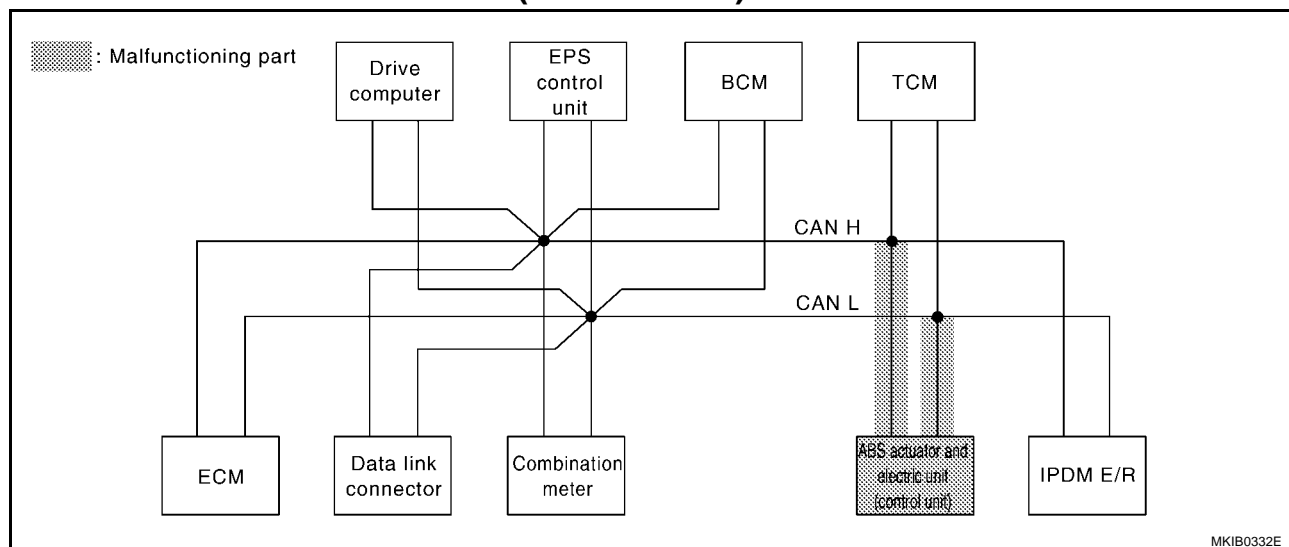 : Malfunctioning part
Drive
computer
EPS
control
unit
BCM
TCM
CAN H
CAN L
ECM
Data link
connector
Combination
meter
ABS actuator and
electric unit
(control unit)
IPDM E/R
MKIB0332E